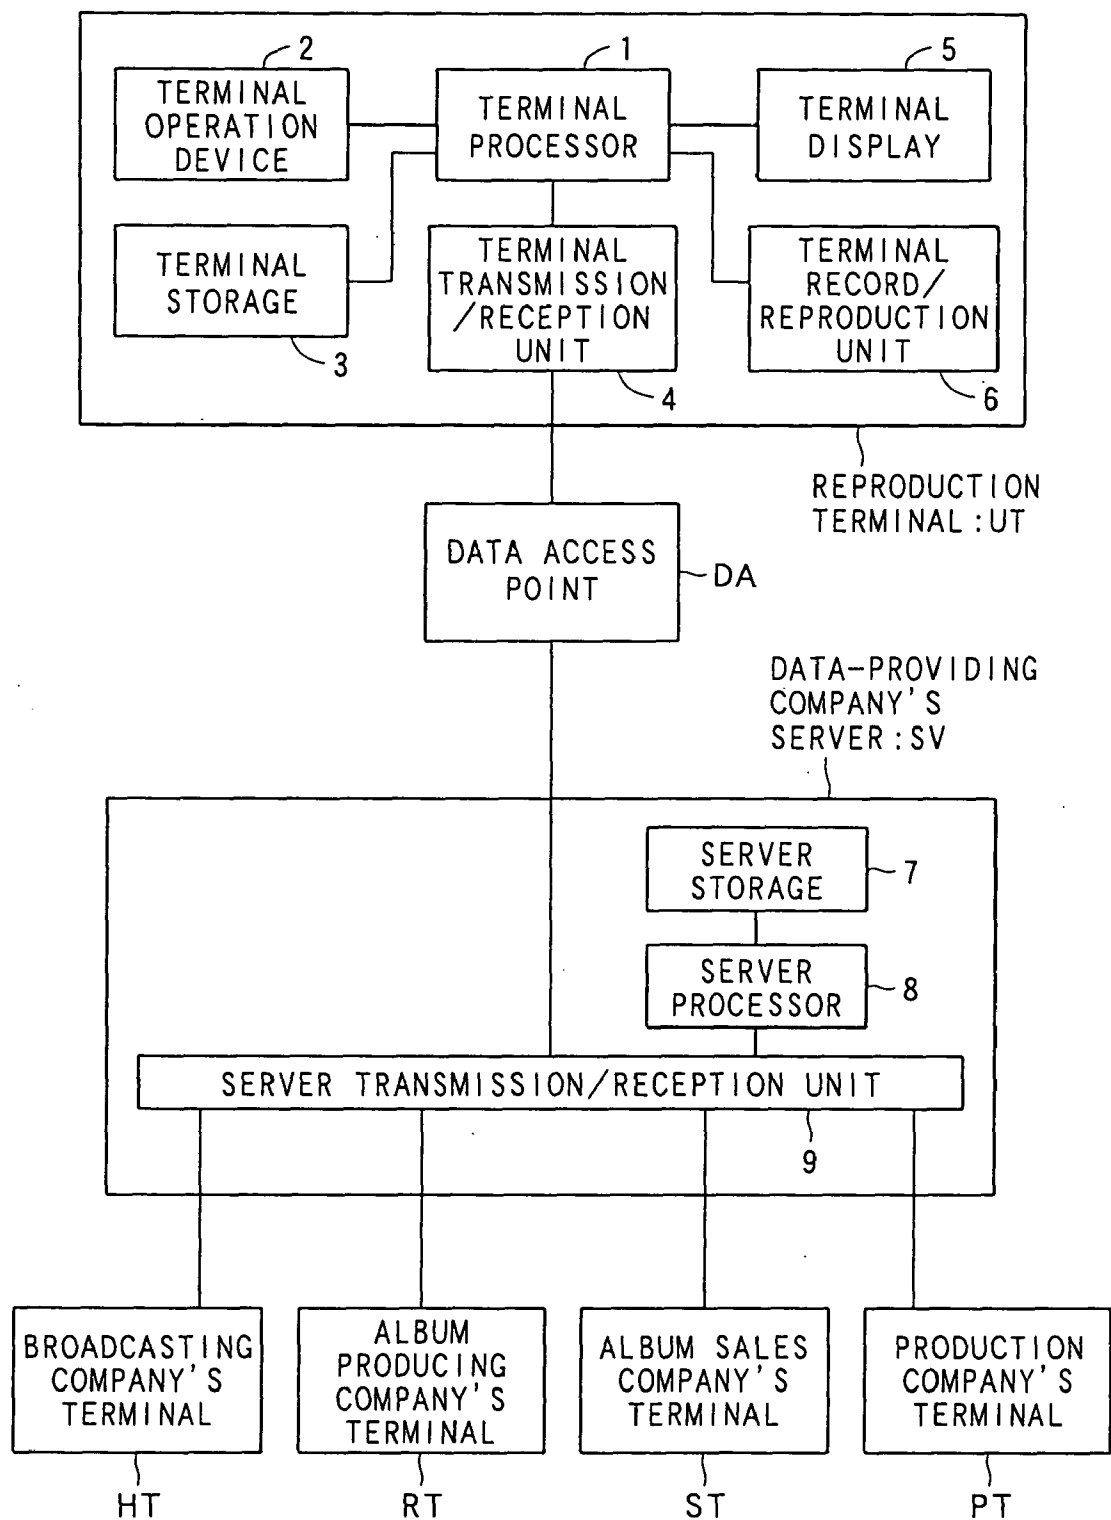 2
1
5
TERMINAL
OPERATION
DEVICE
TERMINAL
PROCESSOR
TERMINAL
DISPLAY
TERMINAL
STORAGE
TERMINAL
TRANSMISSION
/RECEPTION
UNIT
TERMINAL
RECORD/
REPRODUCTION
UNIT
3
4
6
REPRODUCTION
TERMINAL:UT
DATA ACCESS
POINT
DA
DATA-PROVIDING
COMPANY'S
SERVER:SV
SERVER
STORAGE
7
SERVER
PROCESSOR
8
SERVER TRANSMISSION/RECEPTION UNIT
9
BROADCASTING
COMPANY'S
TERMINAL
ALBUM
PRODUCING
COMPANY'S
TERMINAL
ALBUM SALES
COMPANY'S
TERMINAL
PRODUCTION
COMPANY'S
TERMINAL
HT
RT
ST
PT